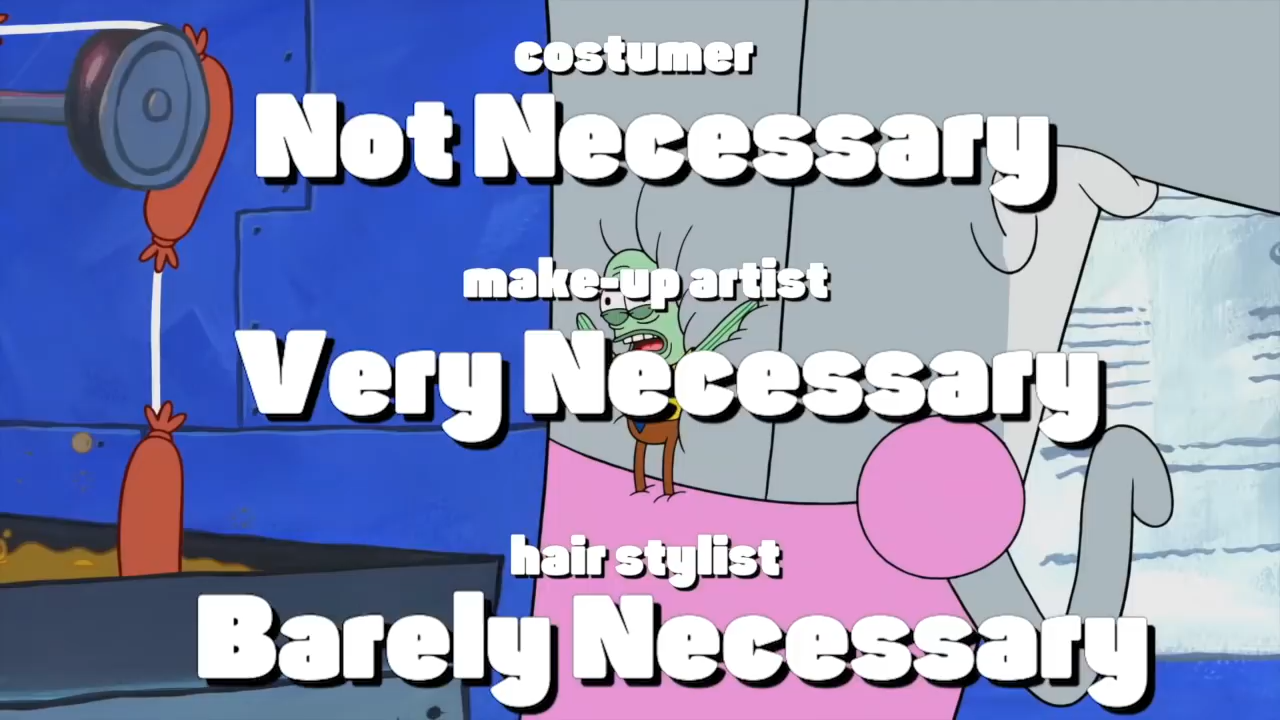 costumer
Not Necessary
make-up artist
Very Necessary
hair stylist
Barely Necessary